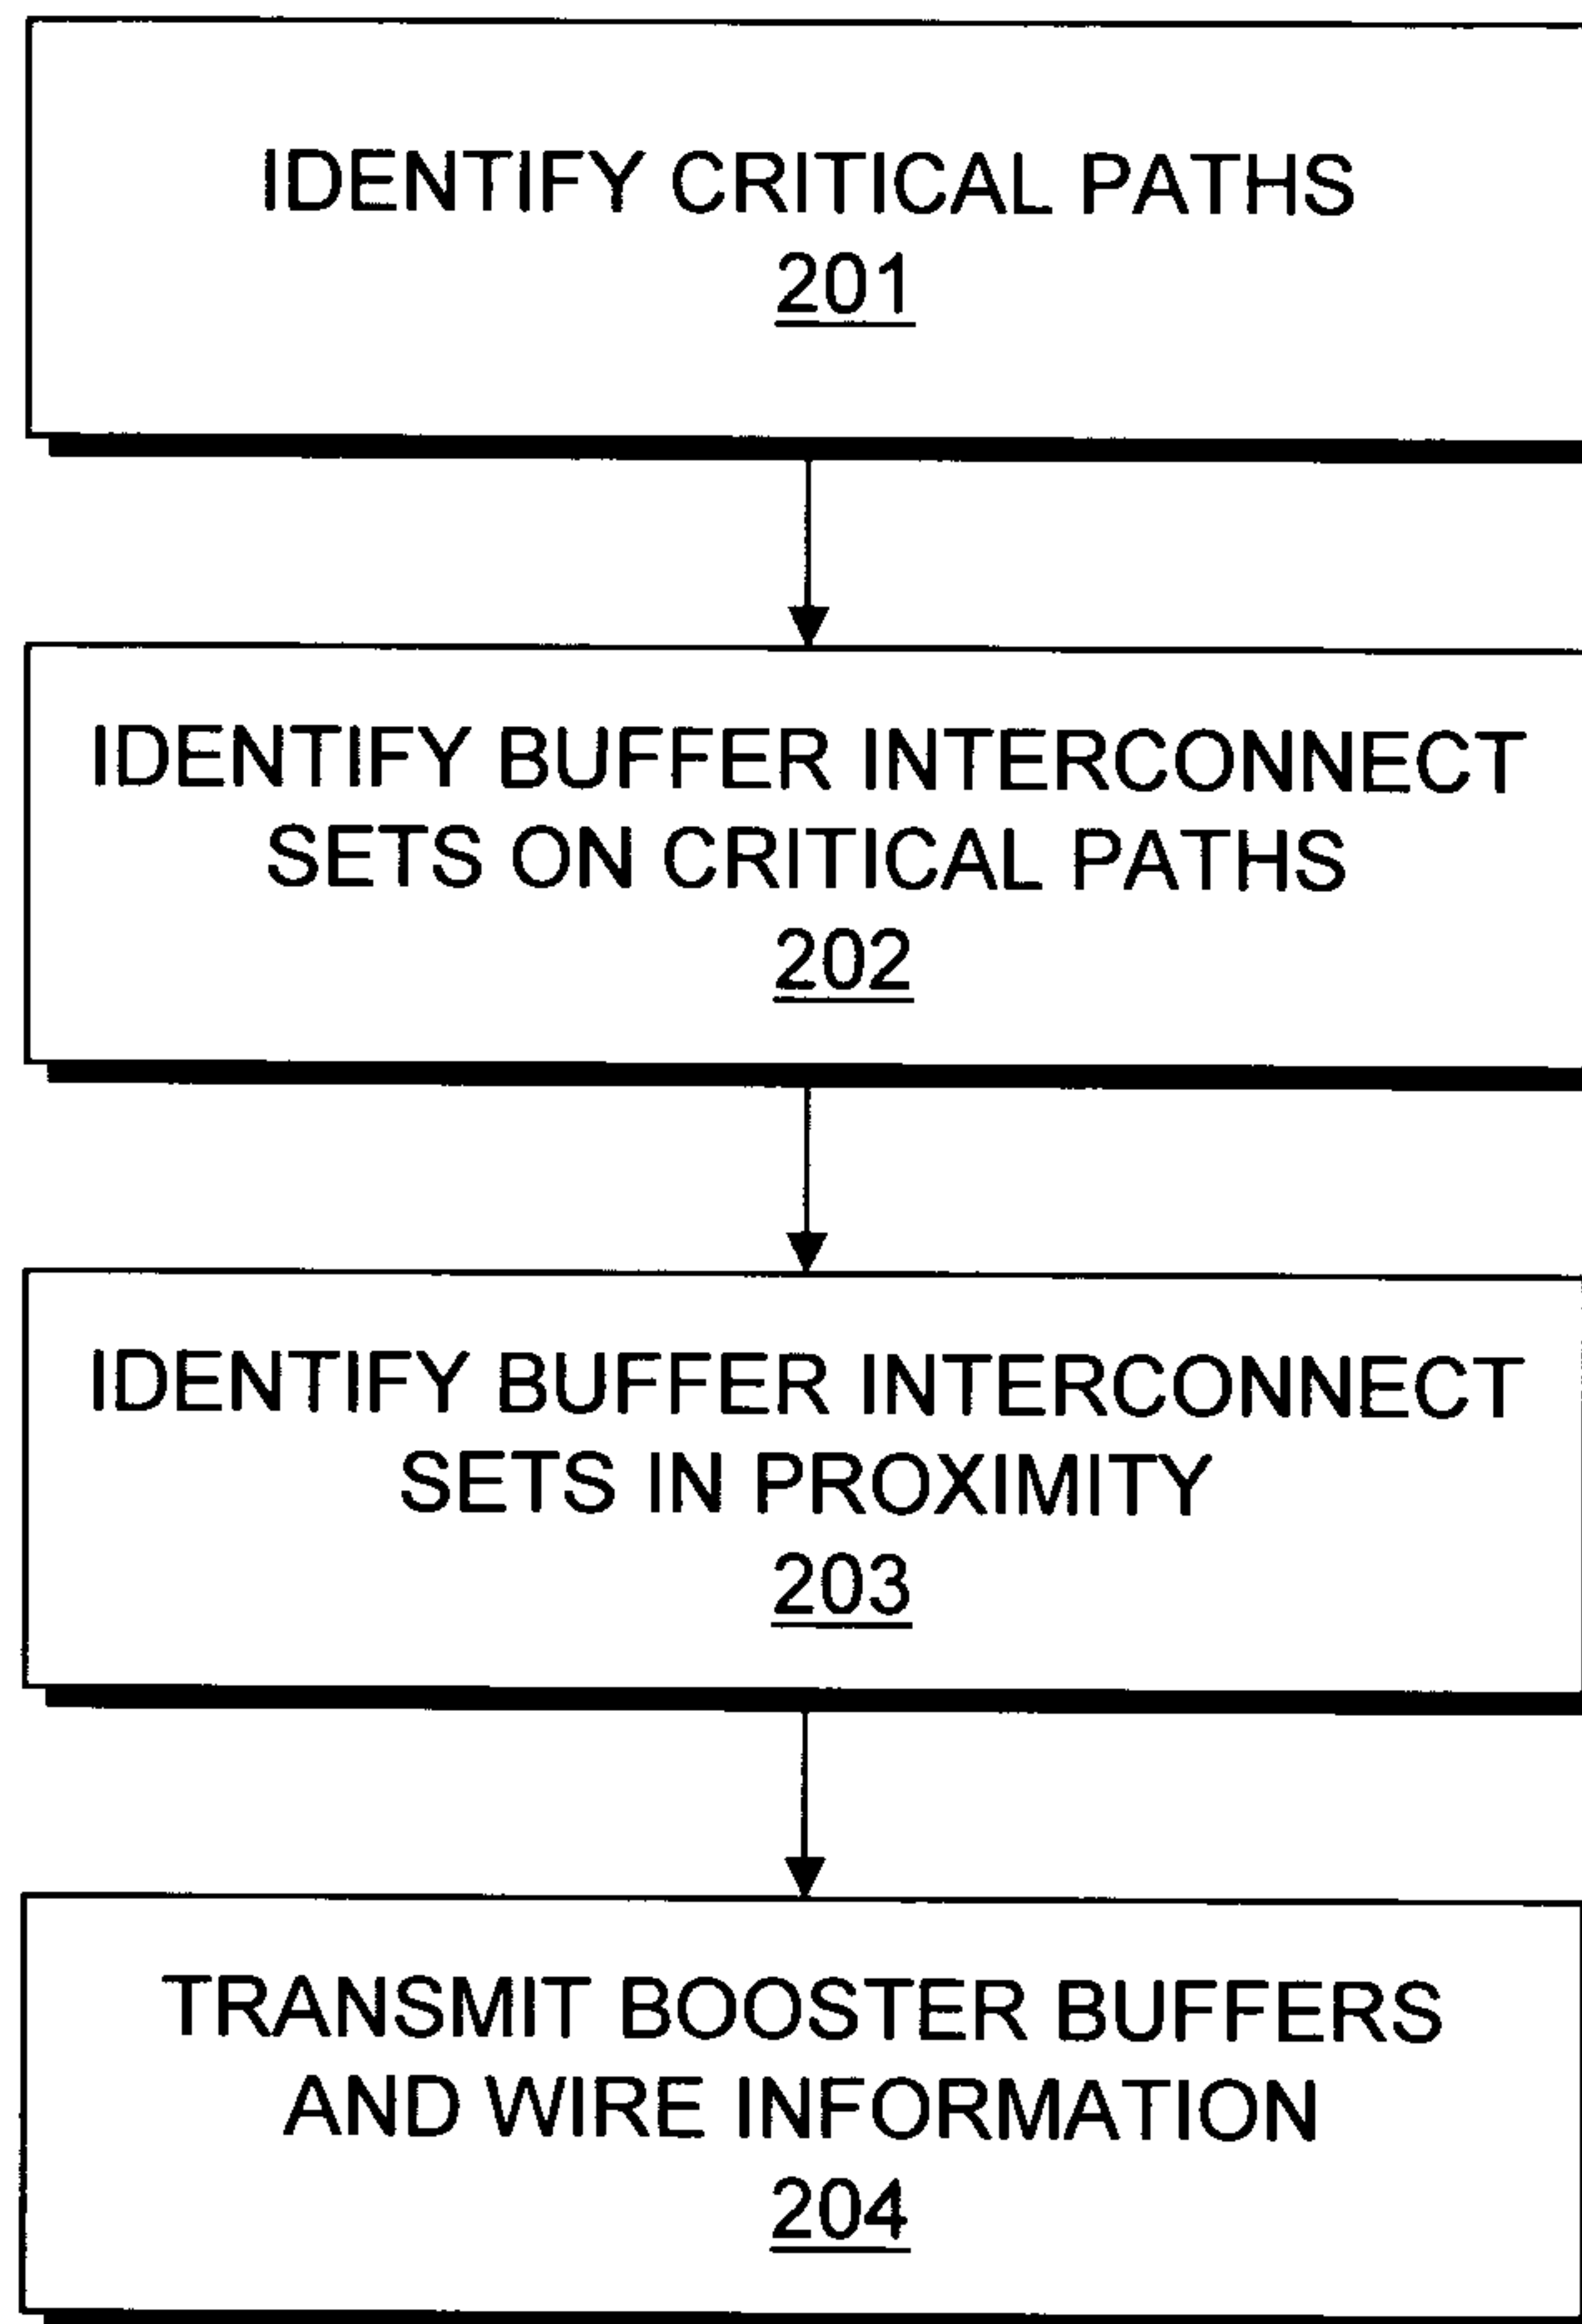 IDENTIFY CRITICAL PATHS
201
IDENTIFY BUFFER INTERCONNECT
SETS ON CRITICAL PATHS
202
IDENTIFY BUFFER INTERCONNECT
SETS IN PROXIMITY
203
TRANSMIT BOOSTER BUFFERS
AND WIRE INFORMATION
204